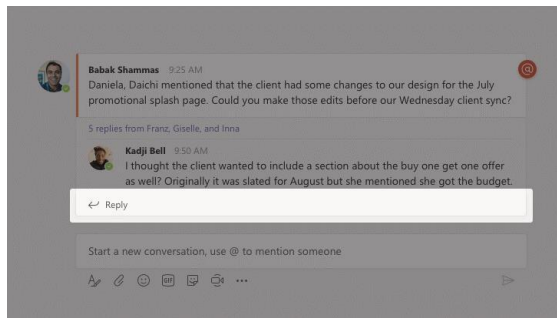 Babak Shammas 9:25 AM
Daniela, Daichi mentioned that the client had some changes to our design for the July
promotional splash page. Could you make those edits before our Wednesday client sync?
5 replies from Franz, Giselle, and Inna
Kadji Bell 9:50 AM
I thought the client wanted to include a section about the buy one get one offer
as well? Originally it was slated for August but she mentioned she got the budget.
Reply
Start a new conversation, use @ to mention someone
GIF